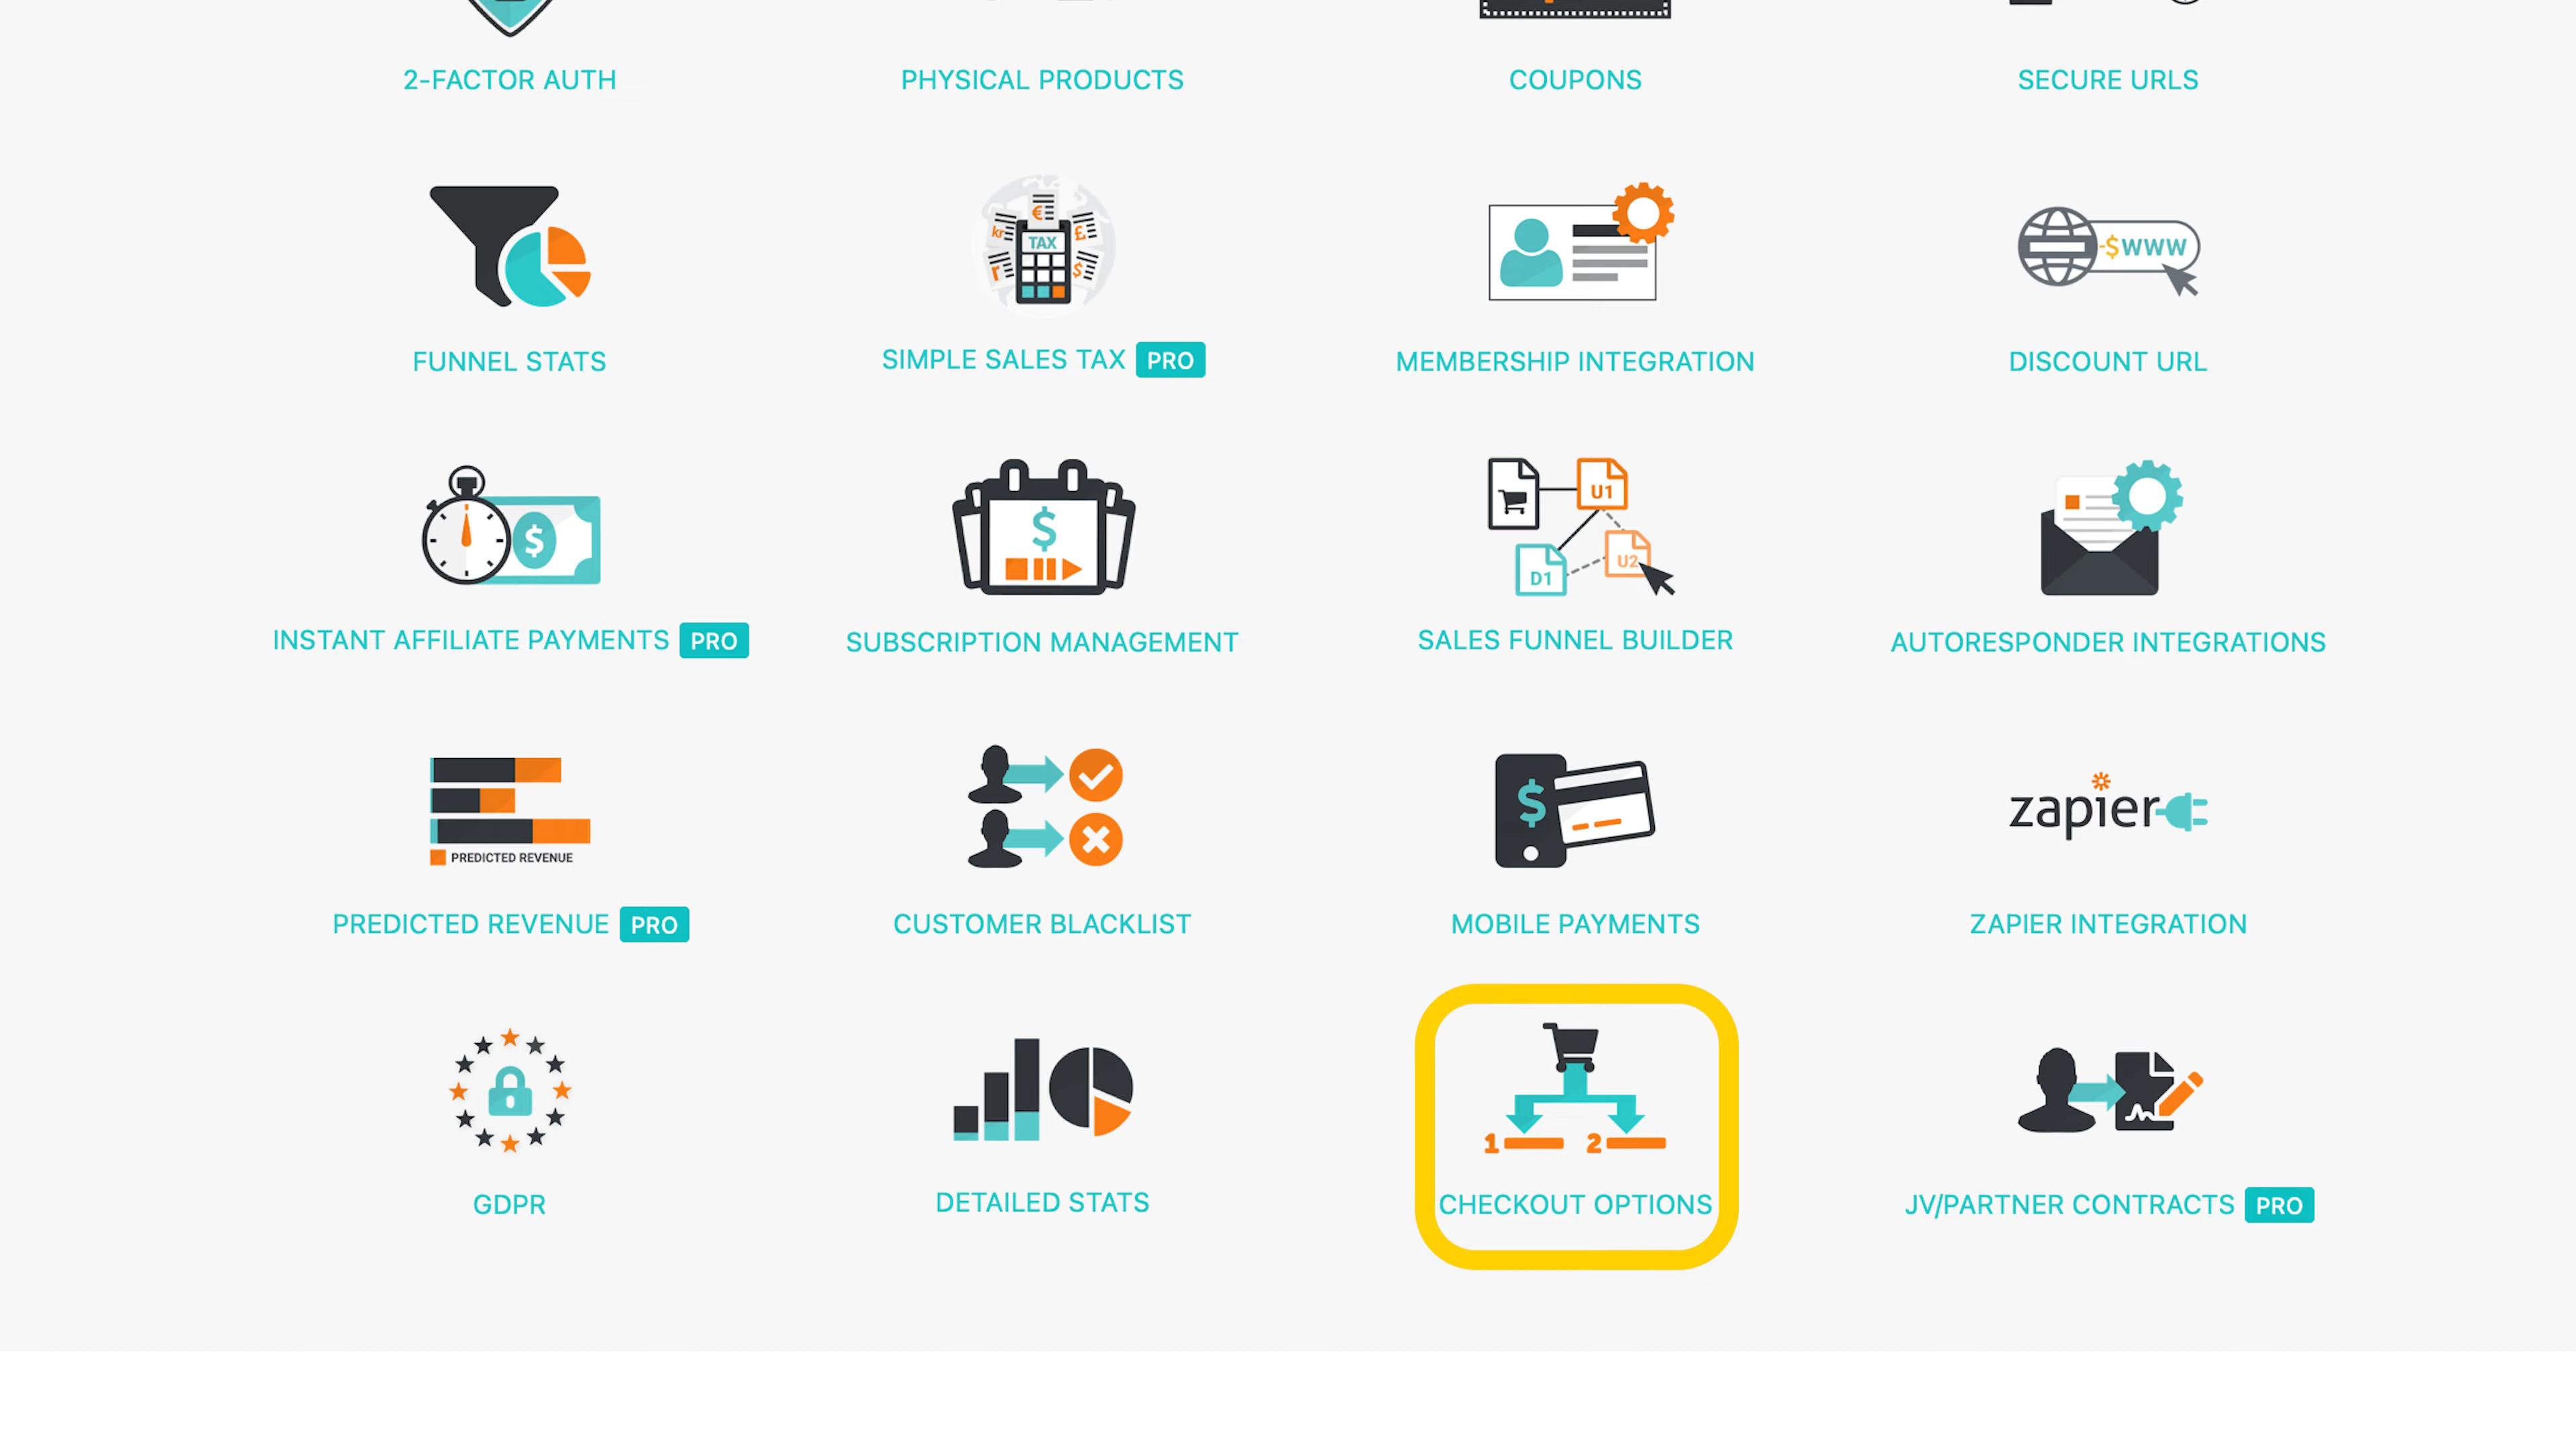 2-FACTOR AUTH
PHYSICAL PRODUCTS
COUPONS
SECURE URLS
€
kr
£
TAX
r
$
-$WWW
FUNNEL STATS
SIMPLE SALES TAX PRO
MEMBERSHIP INTEGRATION
DISCOUNT URL
$
$
U1
U2
D1
INSTANT AFFILIATE PAYMENTS PRO
SUBSCRIPTION MANAGEMENT
SALES FUNNEL BUILDER
AUTORESPONDER INTEGRATIONS
PREDICTED REVENUE
$
zapier
PREDICTED REVENUE PRO
CUSTOMER BLACKLIST
MOBILE PAYMENTS
ZAPIER INTEGRATION
1 2
GDPR
DETAILED STATS
CHECKOUT OPTIONS
JV/PARTNER CONTRACTS PRO